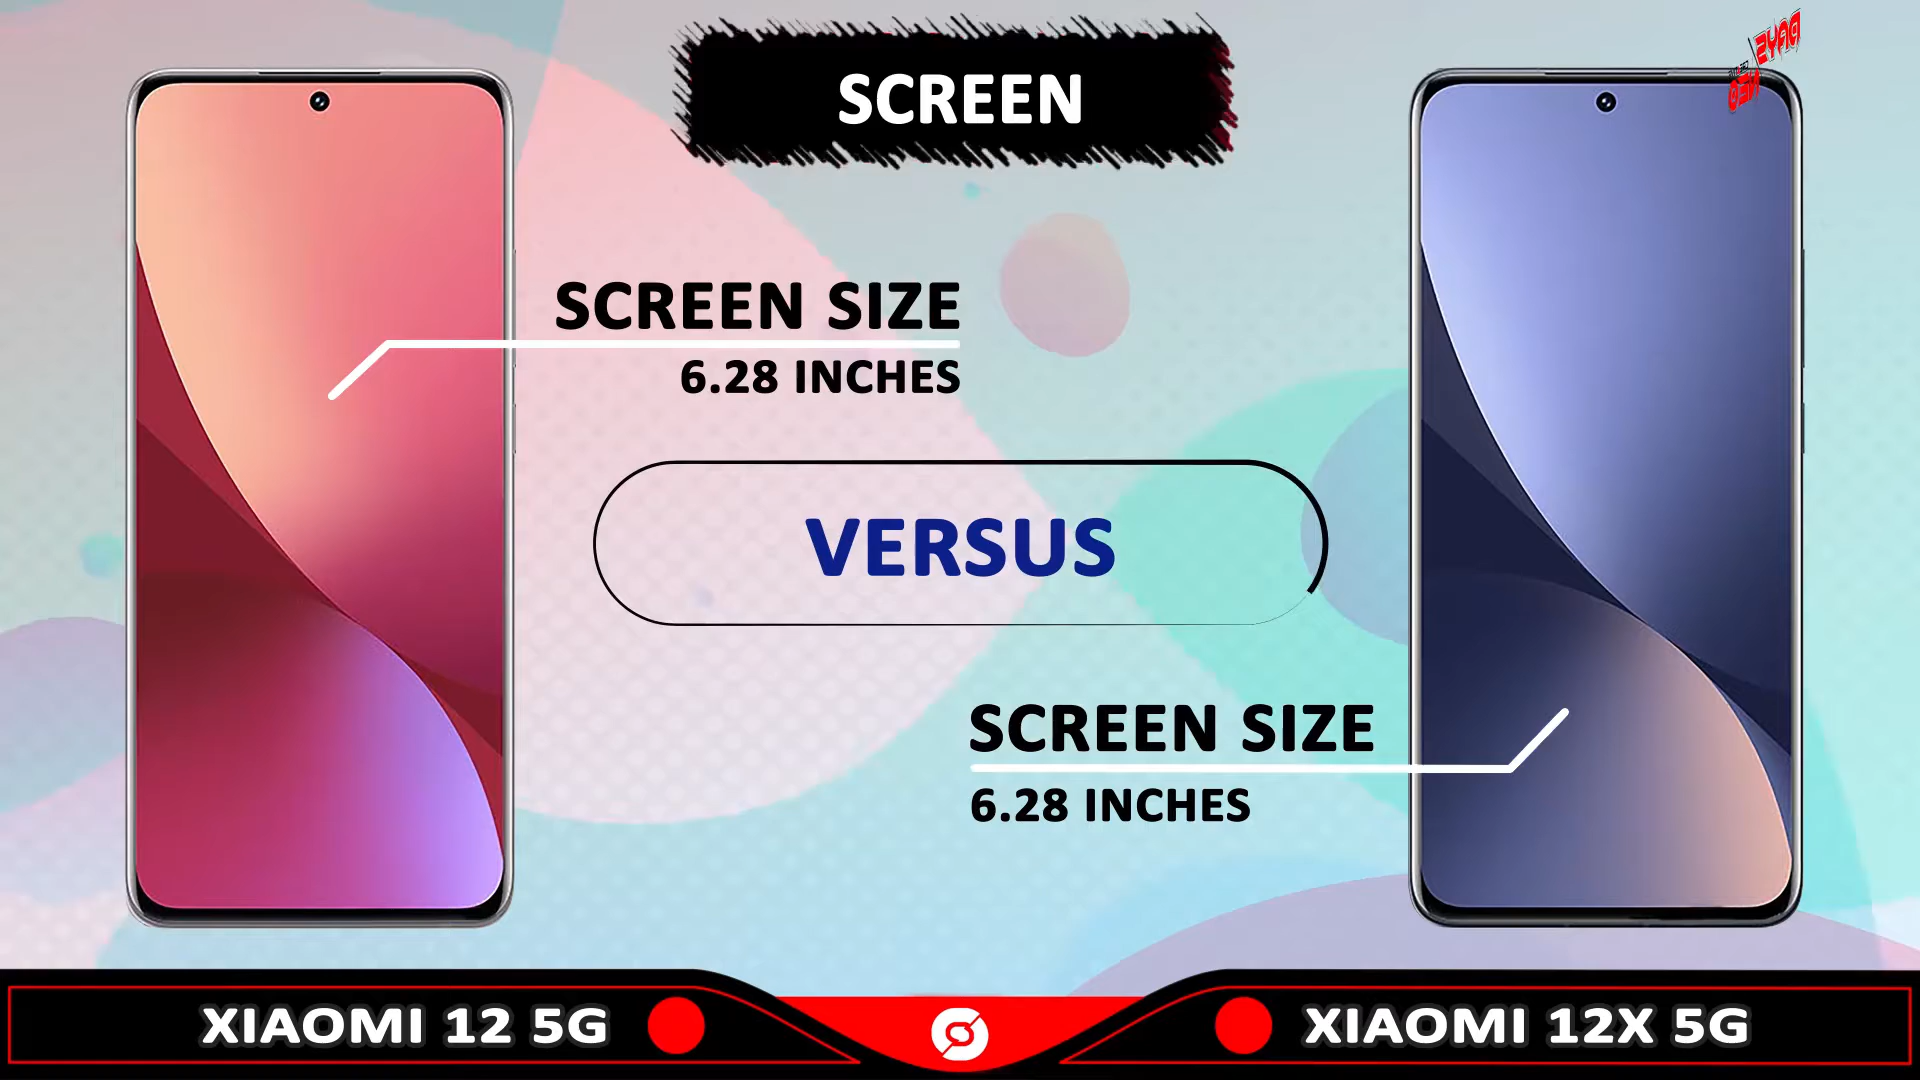 SCREEN
SCREEN SIZE
6.28 INCHES
VERSUS
SCREEN SIZE
6.28 INCHES
XIAOMI 12 5G
XIAOMI 12X 5G